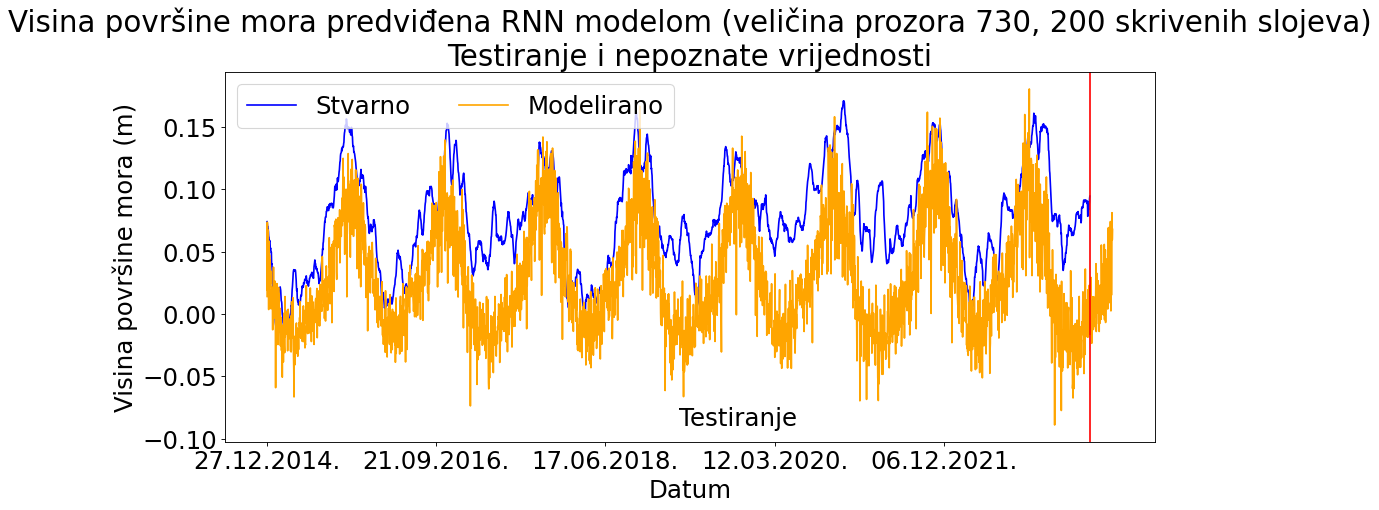 Visina površine mora predviđena RNN modelom (veličina prozora 730, 200 skrivenih slojeva)
Testiranje i nepoznate vrijednosti
Stvarno
Modelirano
Visina površine mora (m)
0.15
0.10
0.05
0.00
−0.05
−0.10
Testiranje
27.12.2014.
21.09.2016.
17.06.2018.
12.03.2020.
06.12.2021.
Datum